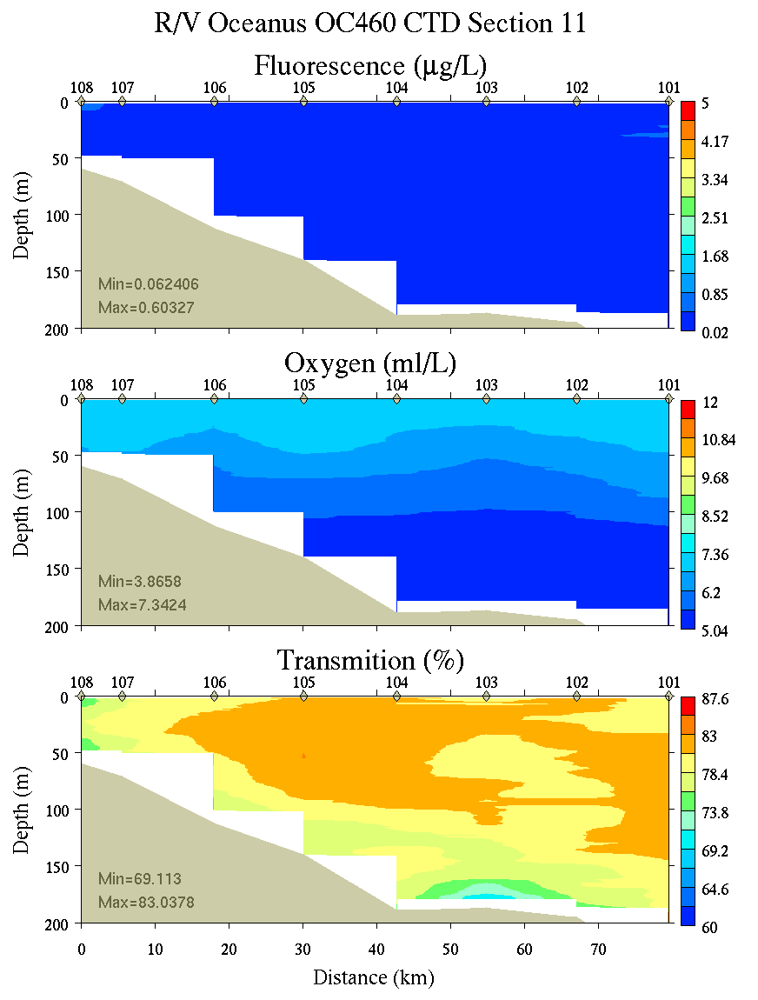 R/V Oceanus OC460 CTD Section 11
Fluorescence (µg/L)
108 107 106 105 104 103 102 101
0
50
100
150
200
Depth (m)
Min=0.062406
Max=0.60327
5
4.17
3.34
2.51
1.68
0.85
0.02
Oxygen (ml/L)
108 107 106 105 104 103 102 101
0
50
100
150
200
Depth (m)
Min=3.8658
Max=7.3424
12
10.84
9.68
8.52
7.36
6.2
5.04
Transmition (%)
108 107 106 105 104 103 102 101
0
50
100
150
200
Depth (m)
Min=69.113
Max=83.0378
87.6
83
78.4
73.8
69.2
64.6
60
0 10 20 30 40 50 60 70
Distance (km)